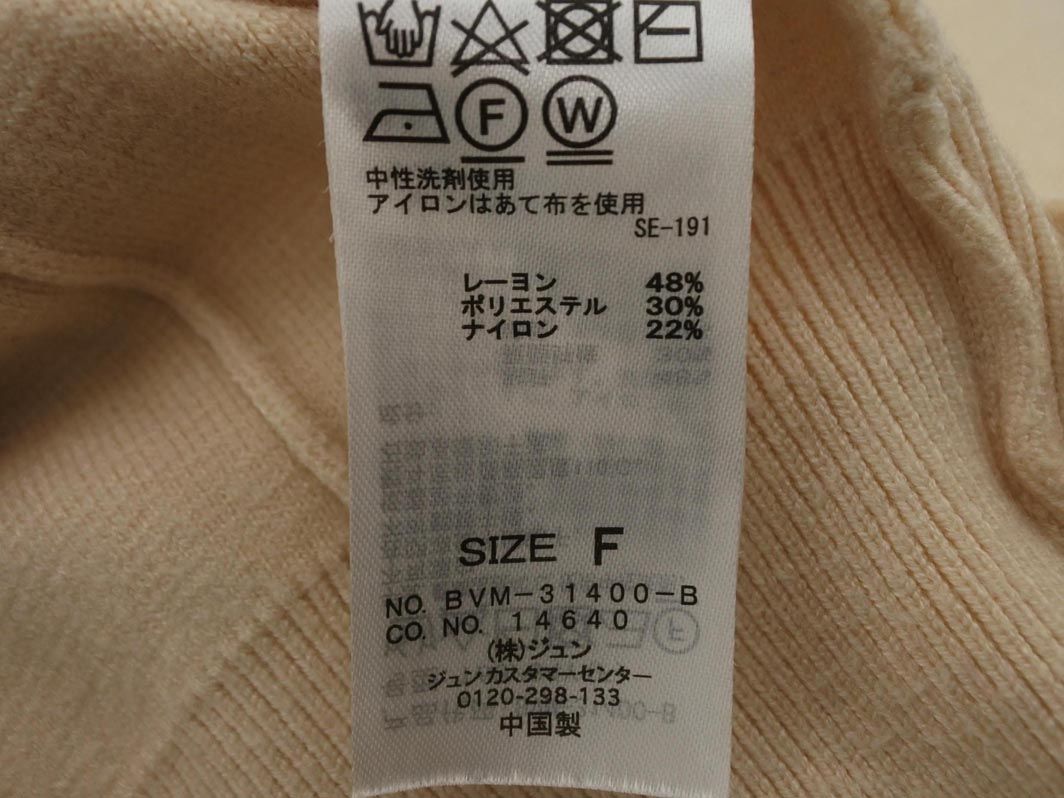 F W
中性洗剤使用
アイロンはあて布を使用
SE-191
レーヨン 48%
ポリエステル 30%
ナイロン 22%
SIZE F
NO. BVM-31400-B
CO. NO. 14640
(株)ジュン
ジュンカスタマーセンター
0120-298-133
中国製